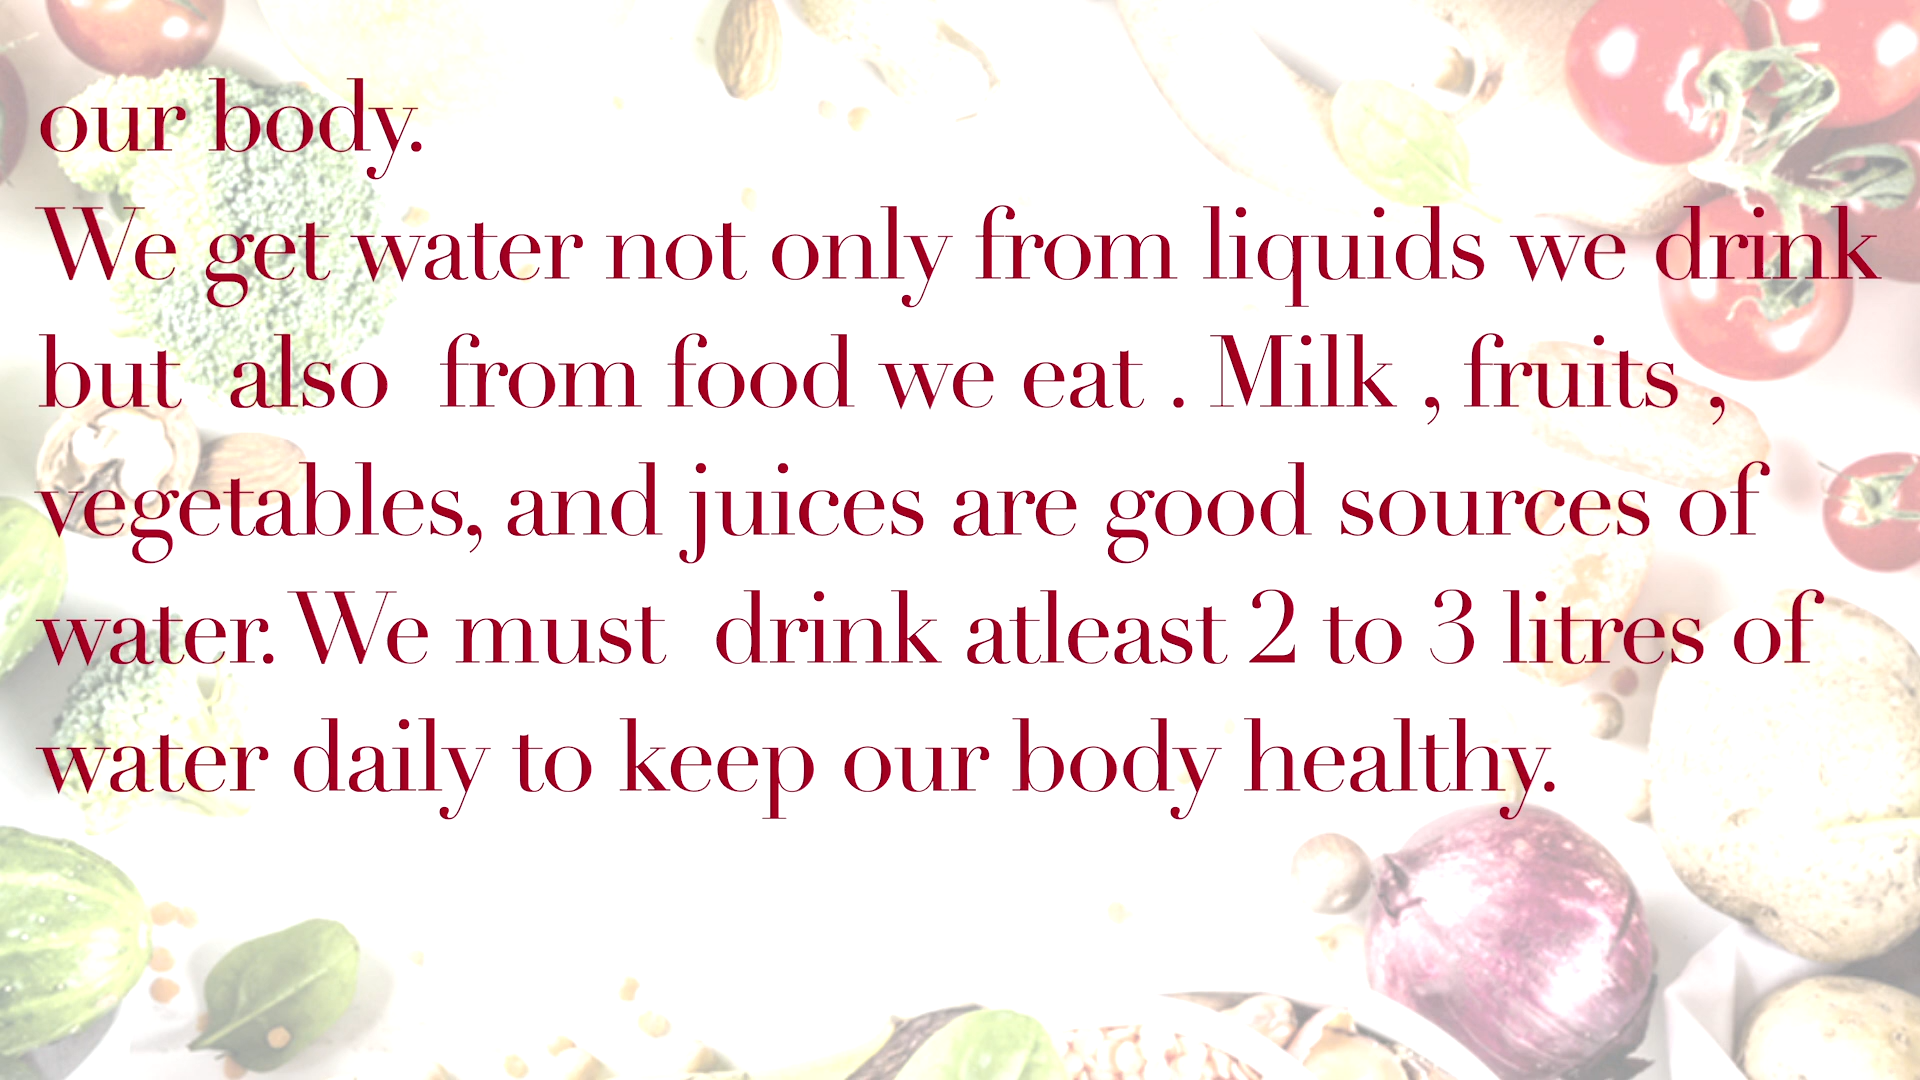 our body.
We get water not only from liquids we drink
but  also  from food we eat . Milk , fruits ,
vegetables, and juices are good sources of
water. We must  drink atleast 2 to 3 litres of
water daily to keep our body healthy.